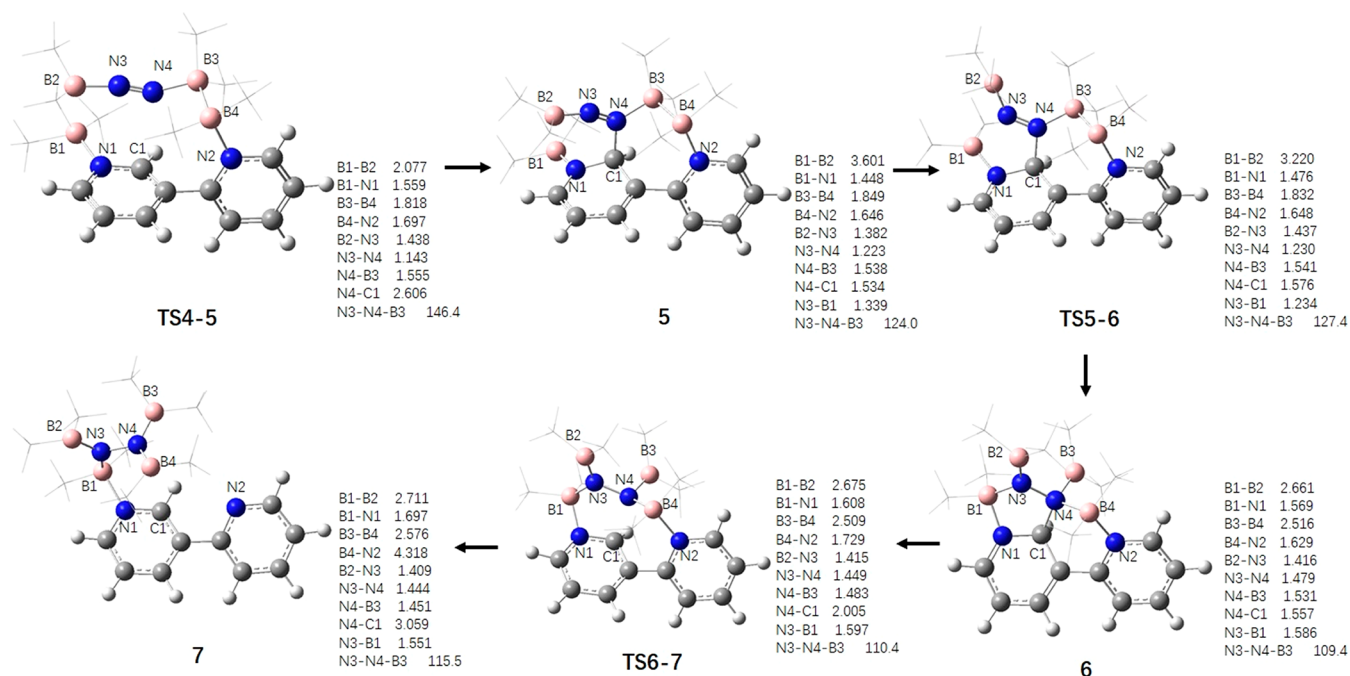 N3
N4
B3
B2
B4
B1
N1
C1
N2
B1-B2 2.077
B1-N1 1.559
B3-B4 1.818
B4-N2 1.697
B2-N3 1.438
N3-N4 1.143
N4-B3 1.555
N4-C1 2.606
N3-N4-B3 146.4
TS4-5
B3
B2
N3
N4
B4
B1
N2
N1
C1
B1-B2 3.601
B1-N1 1.448
B3-B4 1.849
B4-N2 1.646
B2-N3 1.382
N3-N4 1.223
N4-B3 1.538
N4-C1 1.534
N3-B1 1.339
N3-N4-B3 124.0
5
B2
B3
N3
N4
B4
B1
N2
N1
C1
B1-B2 3.220
B1-N1 1.476
B3-B4 1.832
B4-N2 1.648
B2-N3 1.437
N3-N4 1.230
N4-B3 1.541
N4-C1 1.576
N3-B1 1.234
N3-N4-B3 127.4
TS5-6
B3
B2
N3
N4
B4
B1
N2
N1
C1
B1-B2 2.711
B1-N1 1.697
B3-B4 2.576
B4-N2 4.318
B2-N3 1.409
N3-N4 1.444
N4-B3 1.451
N4-C1 3.059
N3-B1 1.551
N3-N4-B3 115.5
7
B2
B3
N4
N3
B1
B4
N1
C1
N2
B1-B2 2.675
B1-N1 1.608
B3-B4 2.509
B4-N2 1.729
B2-N3 1.415
N3-N4 1.449
N4-B3 1.483
N4-C1 2.005
N3-B1 1.597
N3-N4-B3 110.4
TS6-7
B2
B3
N3
B1
N4
B4
N1
C1
N2
B1-B2 2.661
B1-N1 1.569
B3-B4 2.516
B4-N2 1.629
B2-N3 1.416
N3-N4 1.479
N4-B3 1.531
N4-C1 1.557
N3-B1 1.586
N3-N4-B3 109.4
6